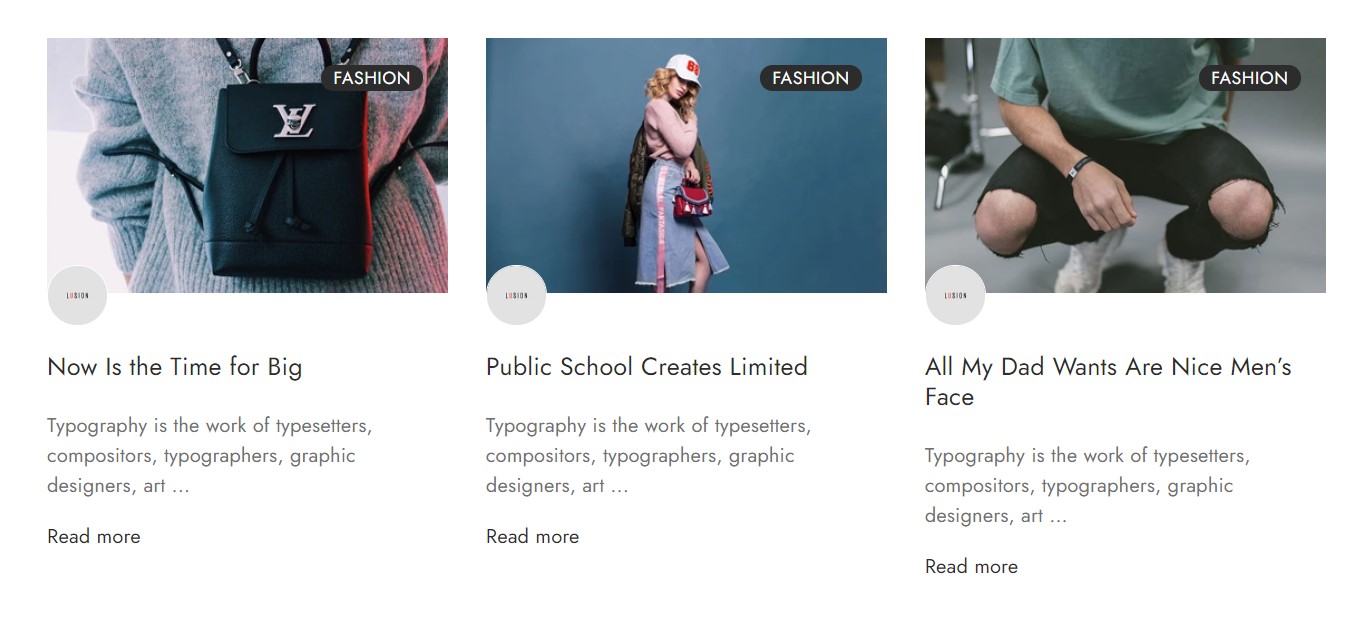 FASHION
LUSION
Now Is the Time for Big
Typography is the work of typesetters,
compositors, typographers, graphic
designers, art ...
Read more
FASHION
LUSION
Public School Creates Limited
Typography is the work of typesetters,
compositors, typographers, graphic
designers, art ...
Read more
FASHION
LUSION
All My Dad Wants Are Nice Men’s
Face
Typography is the work of typesetters,
compositors, typographers, graphic
designers, art ...
Read more